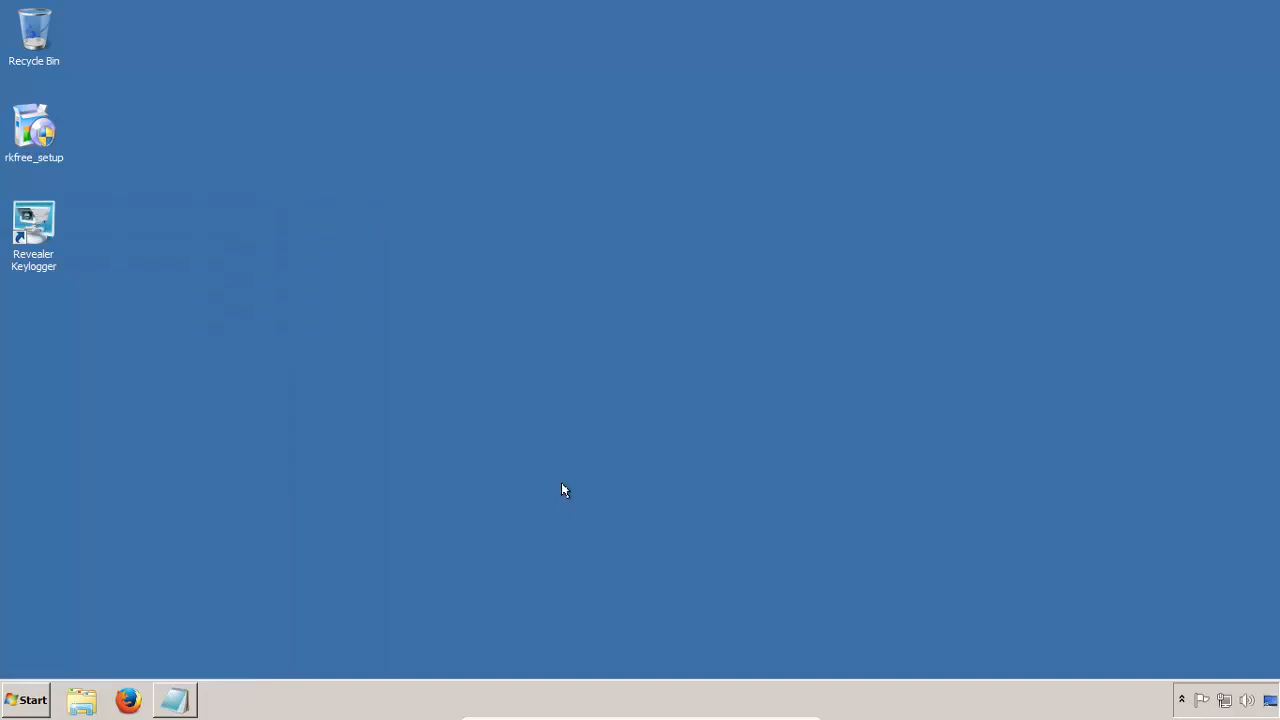 Recycle Bin
rkfree_setup
Revealer
Keylogger
Start